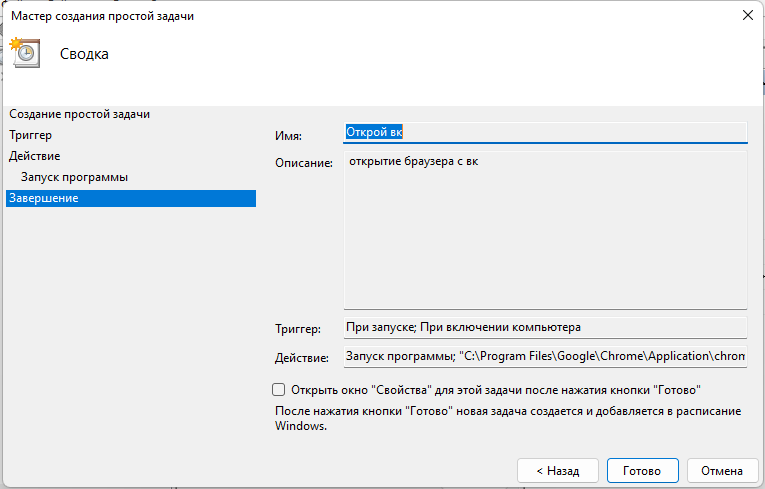 Мастер создания простой задачи
Сводка
Создание простой задачи
Триггер
Действие
Запуск программы
Завершение
Имя: Открой вк
Описание: открытие браузера с вк
Триггер: При запуске; При включении компьютера
Действие: Запуск программы; "C:\Program Files\Google\Chrome\Application\chrom
Открыть окно "Свойства" для этой задачи после нажатия кнопки "Готово"
После нажатия кнопки "Готово" новая задача создается и добавляется в расписание
Windows.
< Назад Готово Отмена